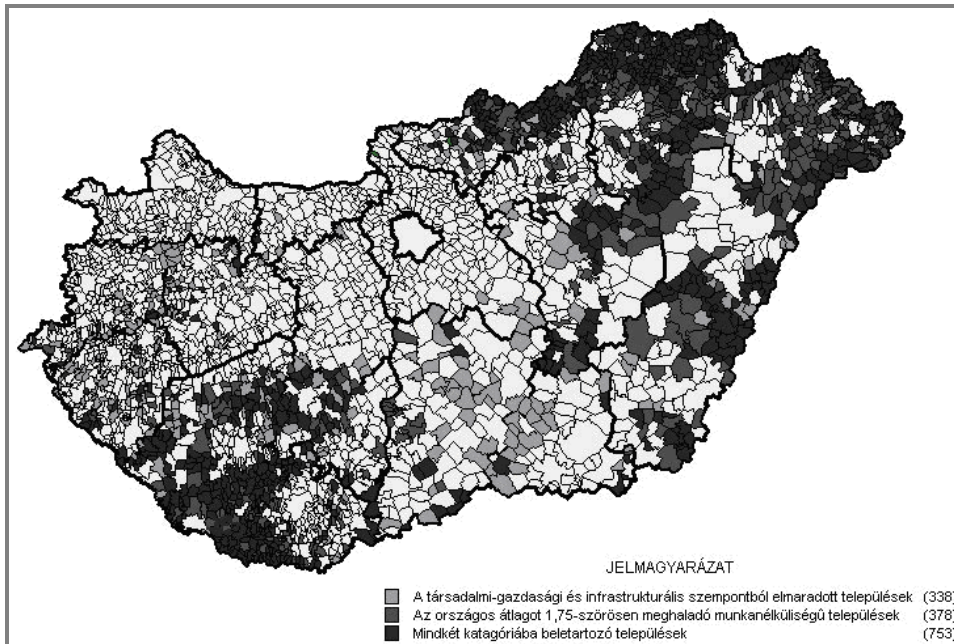 JELMAGYARÁZAT
A társadalmi-gazdasági és infrastrukturális szempontból elmaradott települések (338)
Az országos átlagot 1,75-szörösen meghaladó munkanélküliségû települések (378)
Mindkét katagóriába beletartozó települések (753)